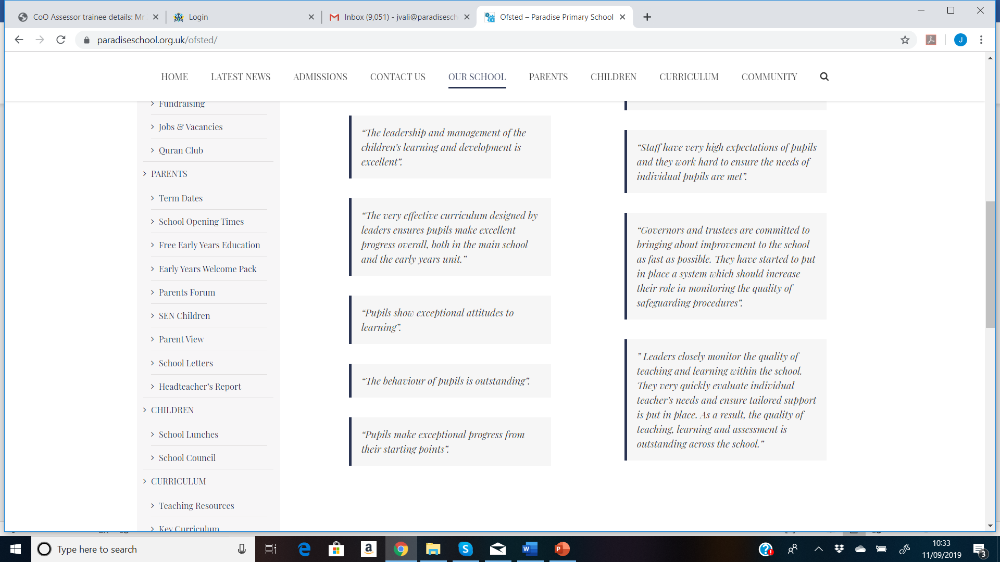 CoO Assessor trainee details: Mr
Login
Inbox (9,051) - jvali@paradisesch
Ofsted – Paradise Primary School
paradiseschool.org.uk/ofsted/
J
HOME
LATEST NEWS
ADMISSIONS
CONTACT US
OUR SCHOOL
PARENTS
CHILDREN
CURRICULUM
COMMUNITY
Fundraising
Jobs & Vacancies
Quran Club
PARENTS
Term Dates
School Opening Times
Free Early Years Education
Early Years Welcome Pack
Parents Forum
SEN Children
Parent View
School Letters
Headteacher’s Report
CHILDREN
School Lunches
School Council
CURRICULUM
Teaching Resources
Key Curriculum
“The leadership and management of the
children’s learning and development is
excellent”.
“The very effective curriculum designed by
leaders ensures pupils make excellent
progress overall, both in the main school
and the early years unit.”
“Pupils show exceptional attitudes to
learning”.
“The behaviour of pupils is outstanding”.
“Pupils make exceptional progress from
their starting points”.
“Staff have very high expectations of pupils
and they work hard to ensure the needs of
individual pupils are met”.
“Governors and trustees are committed to
bringing about improvement to the school
as fast as possible. They have started to put
in place a system which should increase
their role in monitoring the quality of
safeguarding procedures”.
” Leaders closely monitor the quality of
teaching and learning within the school.
They very quickly evaluate individual
teacher’s needs and ensure tailored support
is put in place. As a result, the quality of
teaching, learning and assessment is
outstanding across the school.”
Type here to search
10:33
11/09/2019
3